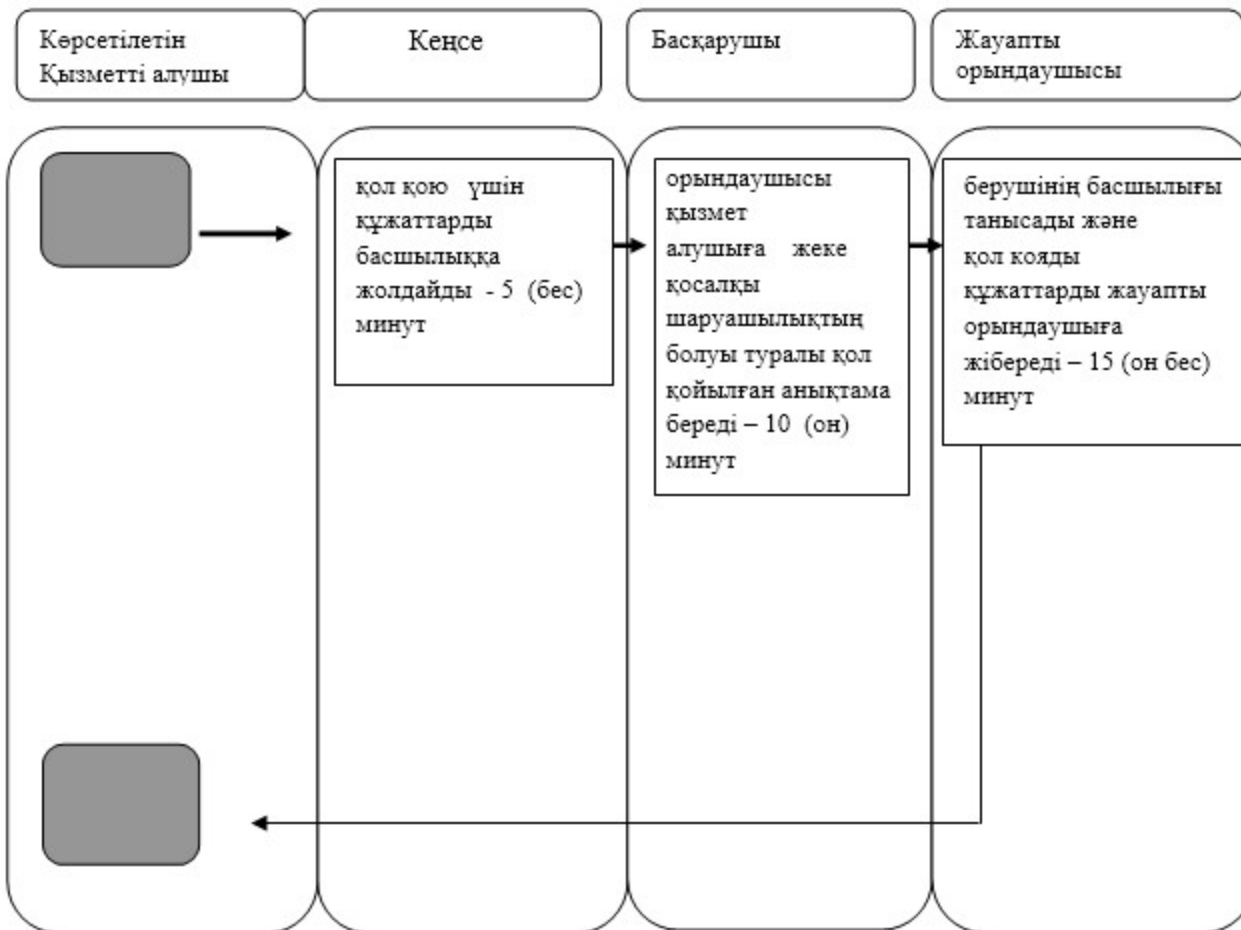 Көрсетілетін
Қызметті алушы
Кеңсе
Басқарушы
Жауапты
орындаушысы
қол қою үшін
құжаттарды
басшылыққа
жолдайды - 5 (бес)
минут
орындаушысы
қызмет
алушыға жеке
қосалқы
шаруашылықтың
болуы туралы қол
қойылған анықтама
береді – 10 (он)
минут
берушінің басшылығы
танысады және
қол кояды
құжаттарды жауапты
орындаушыға
жібереді – 15 (он бес)
минут